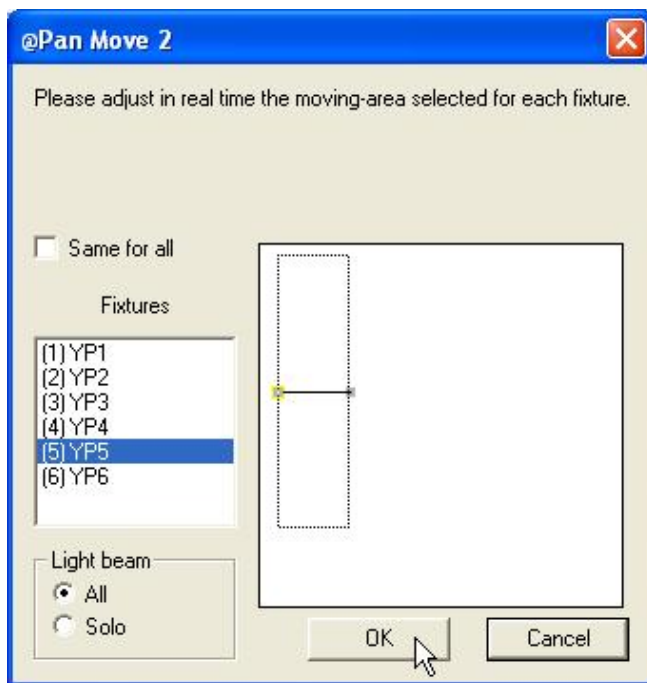 @Pan Move 2
Please adjust in real time the moving-area selected for each fixture.
Same for all
Fixtures
(1) YP1
(2) YP2
(3) YP3
(4) YP4
(5) YP5
(6) YP6
Light beam
All
Solo
OK
Cancel